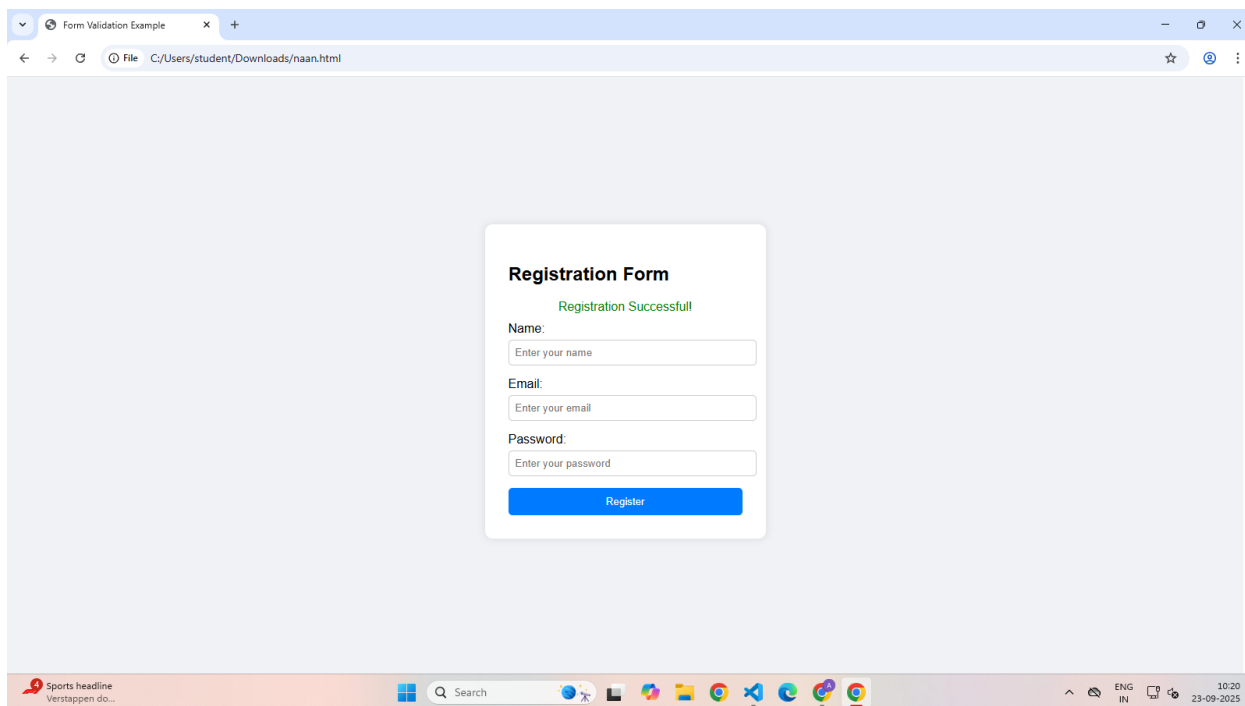 Form Validation Example
File C:/Users/student/Downloads/naan.html
Registration Form
Registration Successful!
Name:
Enter your name
Email:
Enter your email
Password:
Enter your password
Register
4
Sports headline
Verstappen do...
Search
A
ENG
IN
10:20
23-09-2025